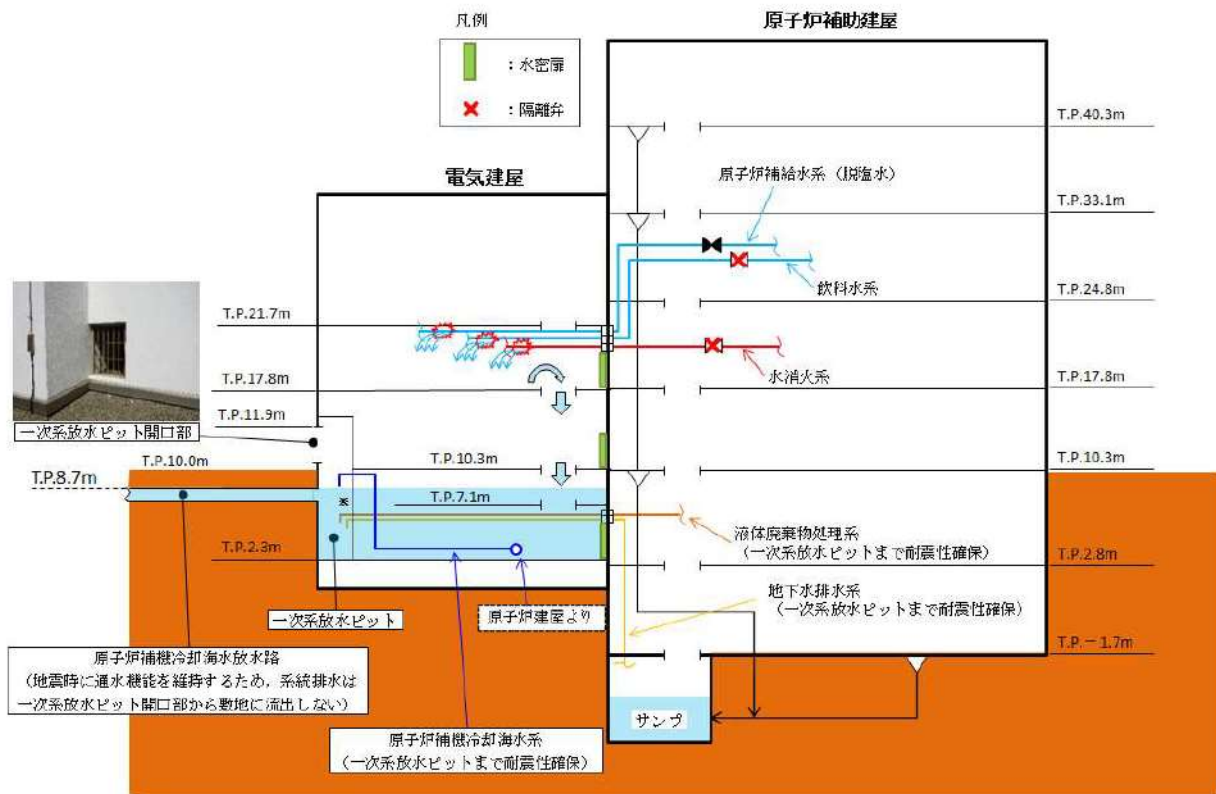 凡例
：水密扉
：隔離弁
原子炉補助建屋
電気建屋
T.P.40.3m
原子炉補給水系（脱塩水）
T.P.33.1m
飲料水系
T.P.24.8m
T.P.21.7m
水消火系
T.P.17.8m
T.P.17.8m
T.P.11.9m
一次系放水ピット開口部
T.P.10.0m
T.P.10.3m
T.P.10.3m
T.P.8.7m
T.P.7.1m
※
液体廃棄物処理系
（一次系放水ピットまで耐震性確保）
T.P.2.3m
T.P.2.8m
地下水排水系
（一次系放水ピットまで耐震性確保）
一次系放水ピット
原子炉建屋より
原子炉補機冷却海水放水路
（地震時に通水機能を維持するため，系統排水は
一次系放水ピット開口部から敷地に流出しない）
T.P.－1.7m
サンプ
原子炉補機冷却海水系
（一次系放水ピットまで耐震性確保）